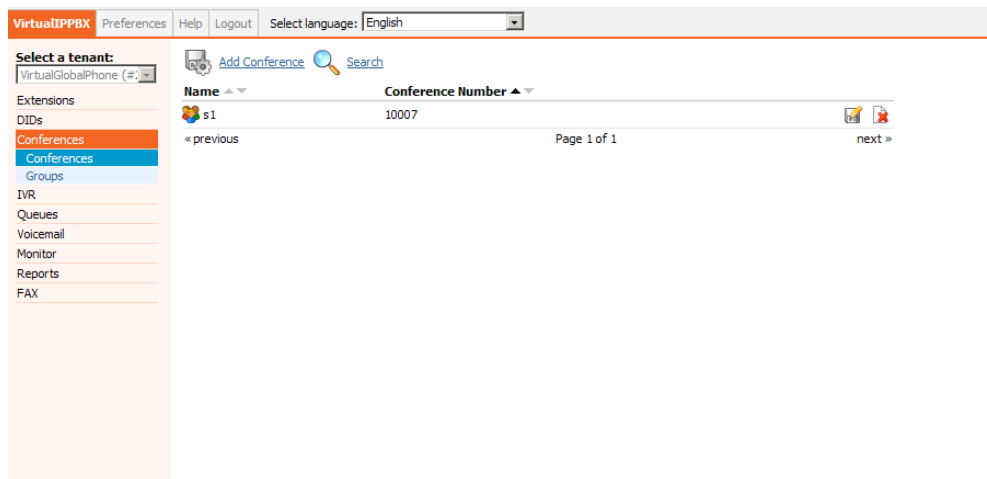 VirtualIPPBX Preferences Help Logout Select language: English
Select a tenant:
VirtualGlobalPhone (#:
Extensions
DIDs
Conferences
Conferences
Groups
IVR
Queues
Voicemail
Monitor
Reports
FAX
Add Conference Search
Name Conference Number
s1 10007
« previous Page 1 of 1 next »